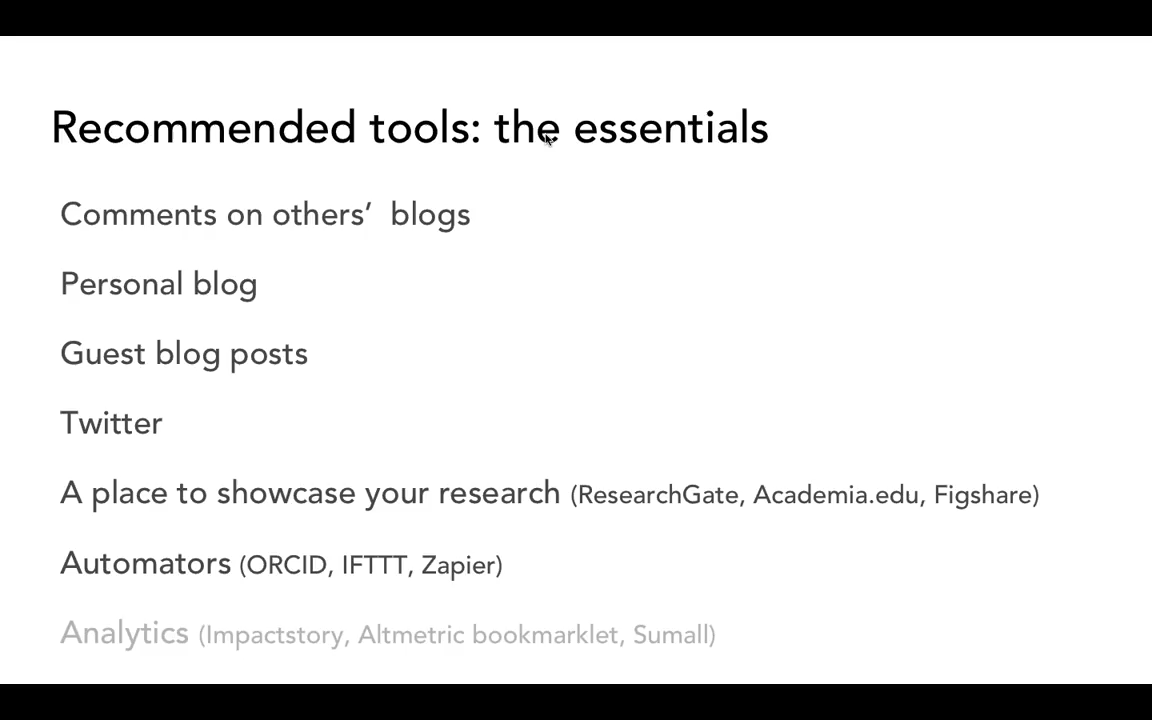 Recommended tools: the essentials
Comments on others’ blogs
Personal blog
Guest blog posts
Twitter
A place to showcase your research (ResearchGate, Academia.edu, Figshare)
Automators (ORCID, IFTTT, Zapier)
Analytics (Impactstory, Altmetric bookmarklet, Sumall)